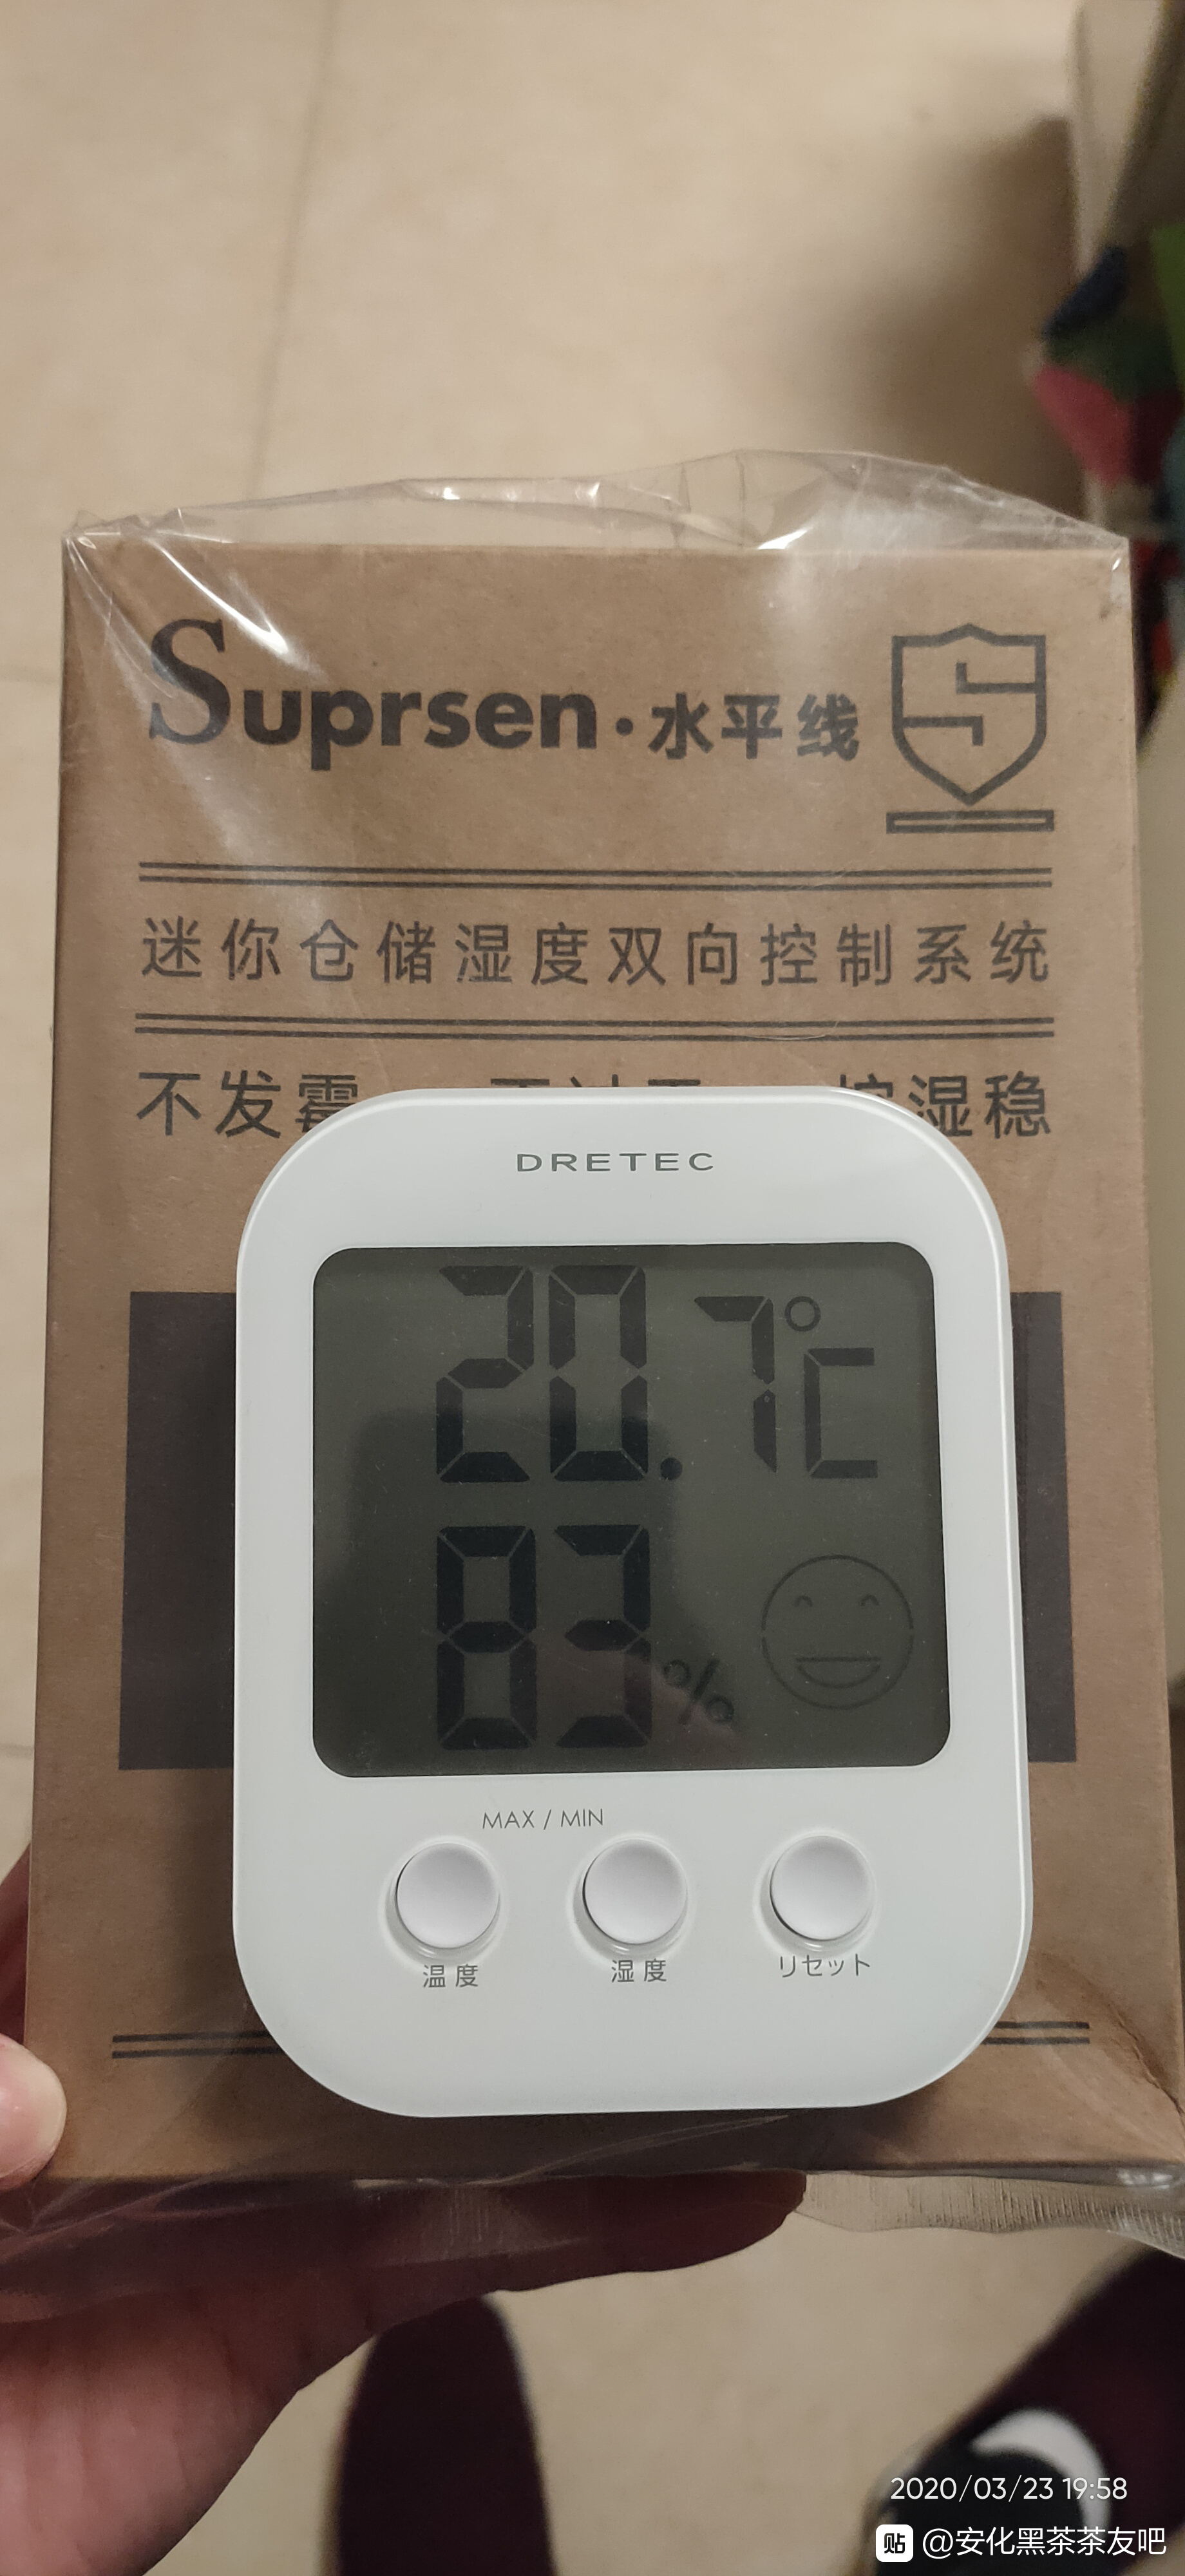 Suprsen·水平线
迷你仓储湿度双向控制系统
不发霉 控湿稳
DRETEC
20.7℃
83%
MAX / MIN
温度 湿度 リセット
2020/03/23 19:58
贴 @安化黑茶茶友吧